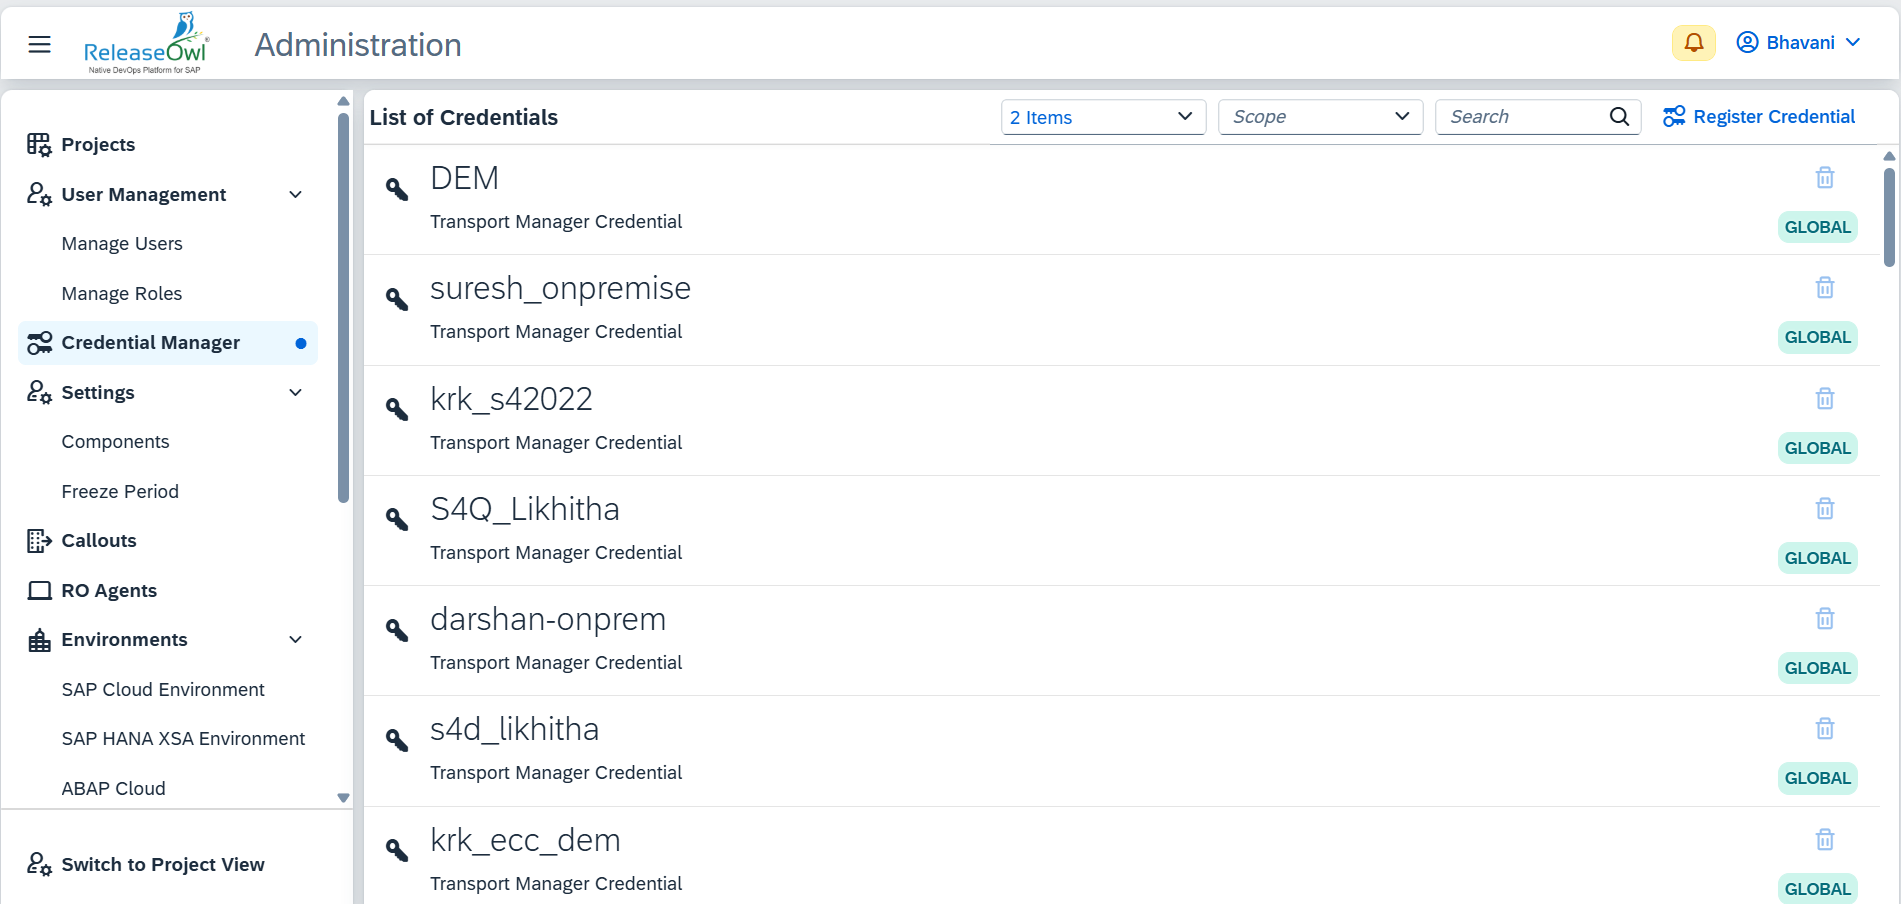 ReleaseOwl®
Native DevOps Platform for SAP
Administration
Bhavani
Projects
User Management
Manage Users
Manage Roles
Credential Manager
Settings
Components
Freeze Period
Callouts
RO Agents
Environments
SAP Cloud Environment
SAP HANA XSA Environment
ABAP Cloud
Switch to Project View
List of Credentials
2 Items
Scope
Search
Register Credential
DEM
Transport Manager Credential
GLOBAL
suresh_onpremise
Transport Manager Credential
GLOBAL
krk_s42022
Transport Manager Credential
GLOBAL
S4Q_Likhitha
Transport Manager Credential
GLOBAL
darshan-onprem
Transport Manager Credential
GLOBAL
s4d_likhitha
Transport Manager Credential
GLOBAL
krk_ecc_dem
Transport Manager Credential
GLOBAL